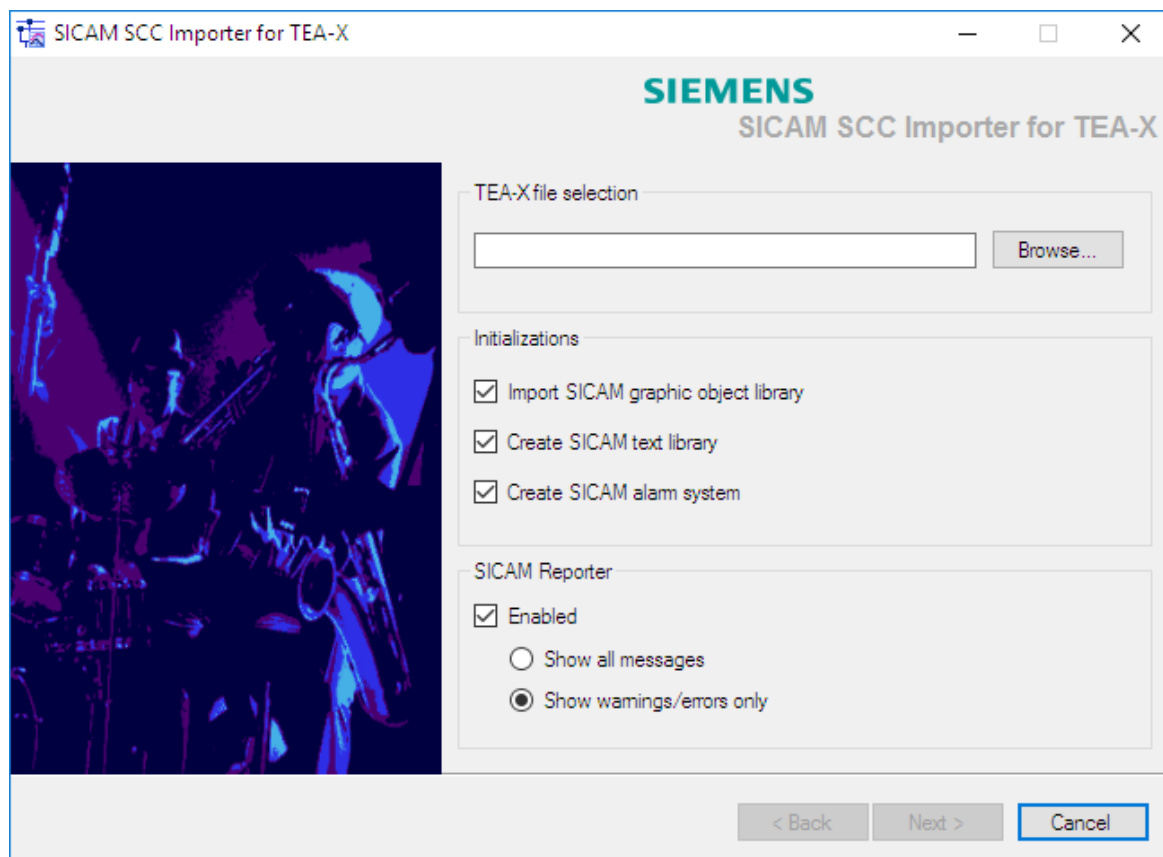 SICAM SCC Importer for TEA-X
SIEMENS
SICAM SCC Importer for TEA-X
TEA-X file selection
Browse...
Initializations
Import SICAM graphic object library
Create SICAM text library
Create SICAM alarm system
SICAM Reporter
Enabled
Show all messages
Show warnings/errors only
< Back
Next >
Cancel